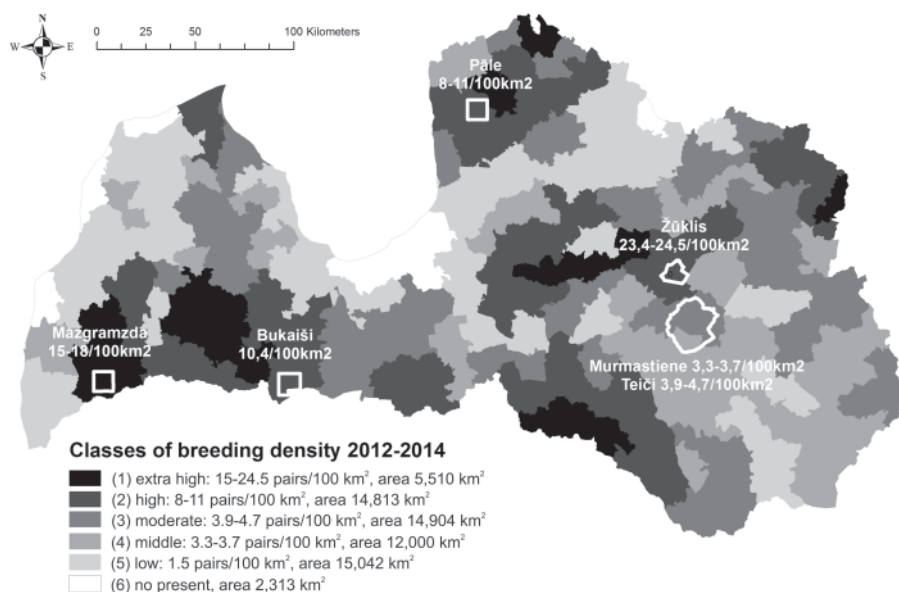 N
W E
S
0 25 50 100 Kilometers
Pāle
8-11/100km2
Žūklis
23,4-24,5/100km2
Mazgramzda
15-18/100km2
Bukaiši
10,4/100km2
Murmastiene 3,3-3,7/100km2
Teiči 3,9-4,7/100km2
Classes of breeding density 2012-2014
(1) extra high: 15-24.5 pairs/100 km², area 5,510 km²
(2) high: 8-11 pairs/100 km², area 14,813 km²
(3) moderate: 3.9-4.7 pairs/100 km², area 14,904 km²
(4) middle: 3.3-3.7 pairs/100 km², area 12,000 km²
(5) low: 1.5 pairs/100 km², area 15,042 km²
(6) no present, area 2,313 km²